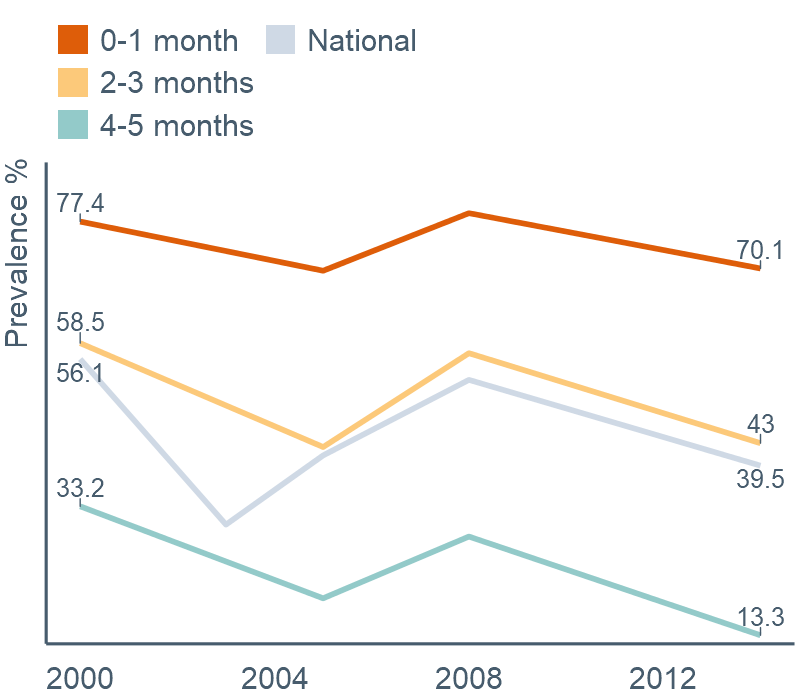 0-1 month
National
2-3 months
4-5 months
Prevalence %
77.4
70.1
58.5
56.1
43
39.5
33.2
13.3
2000 2004 2008 2012